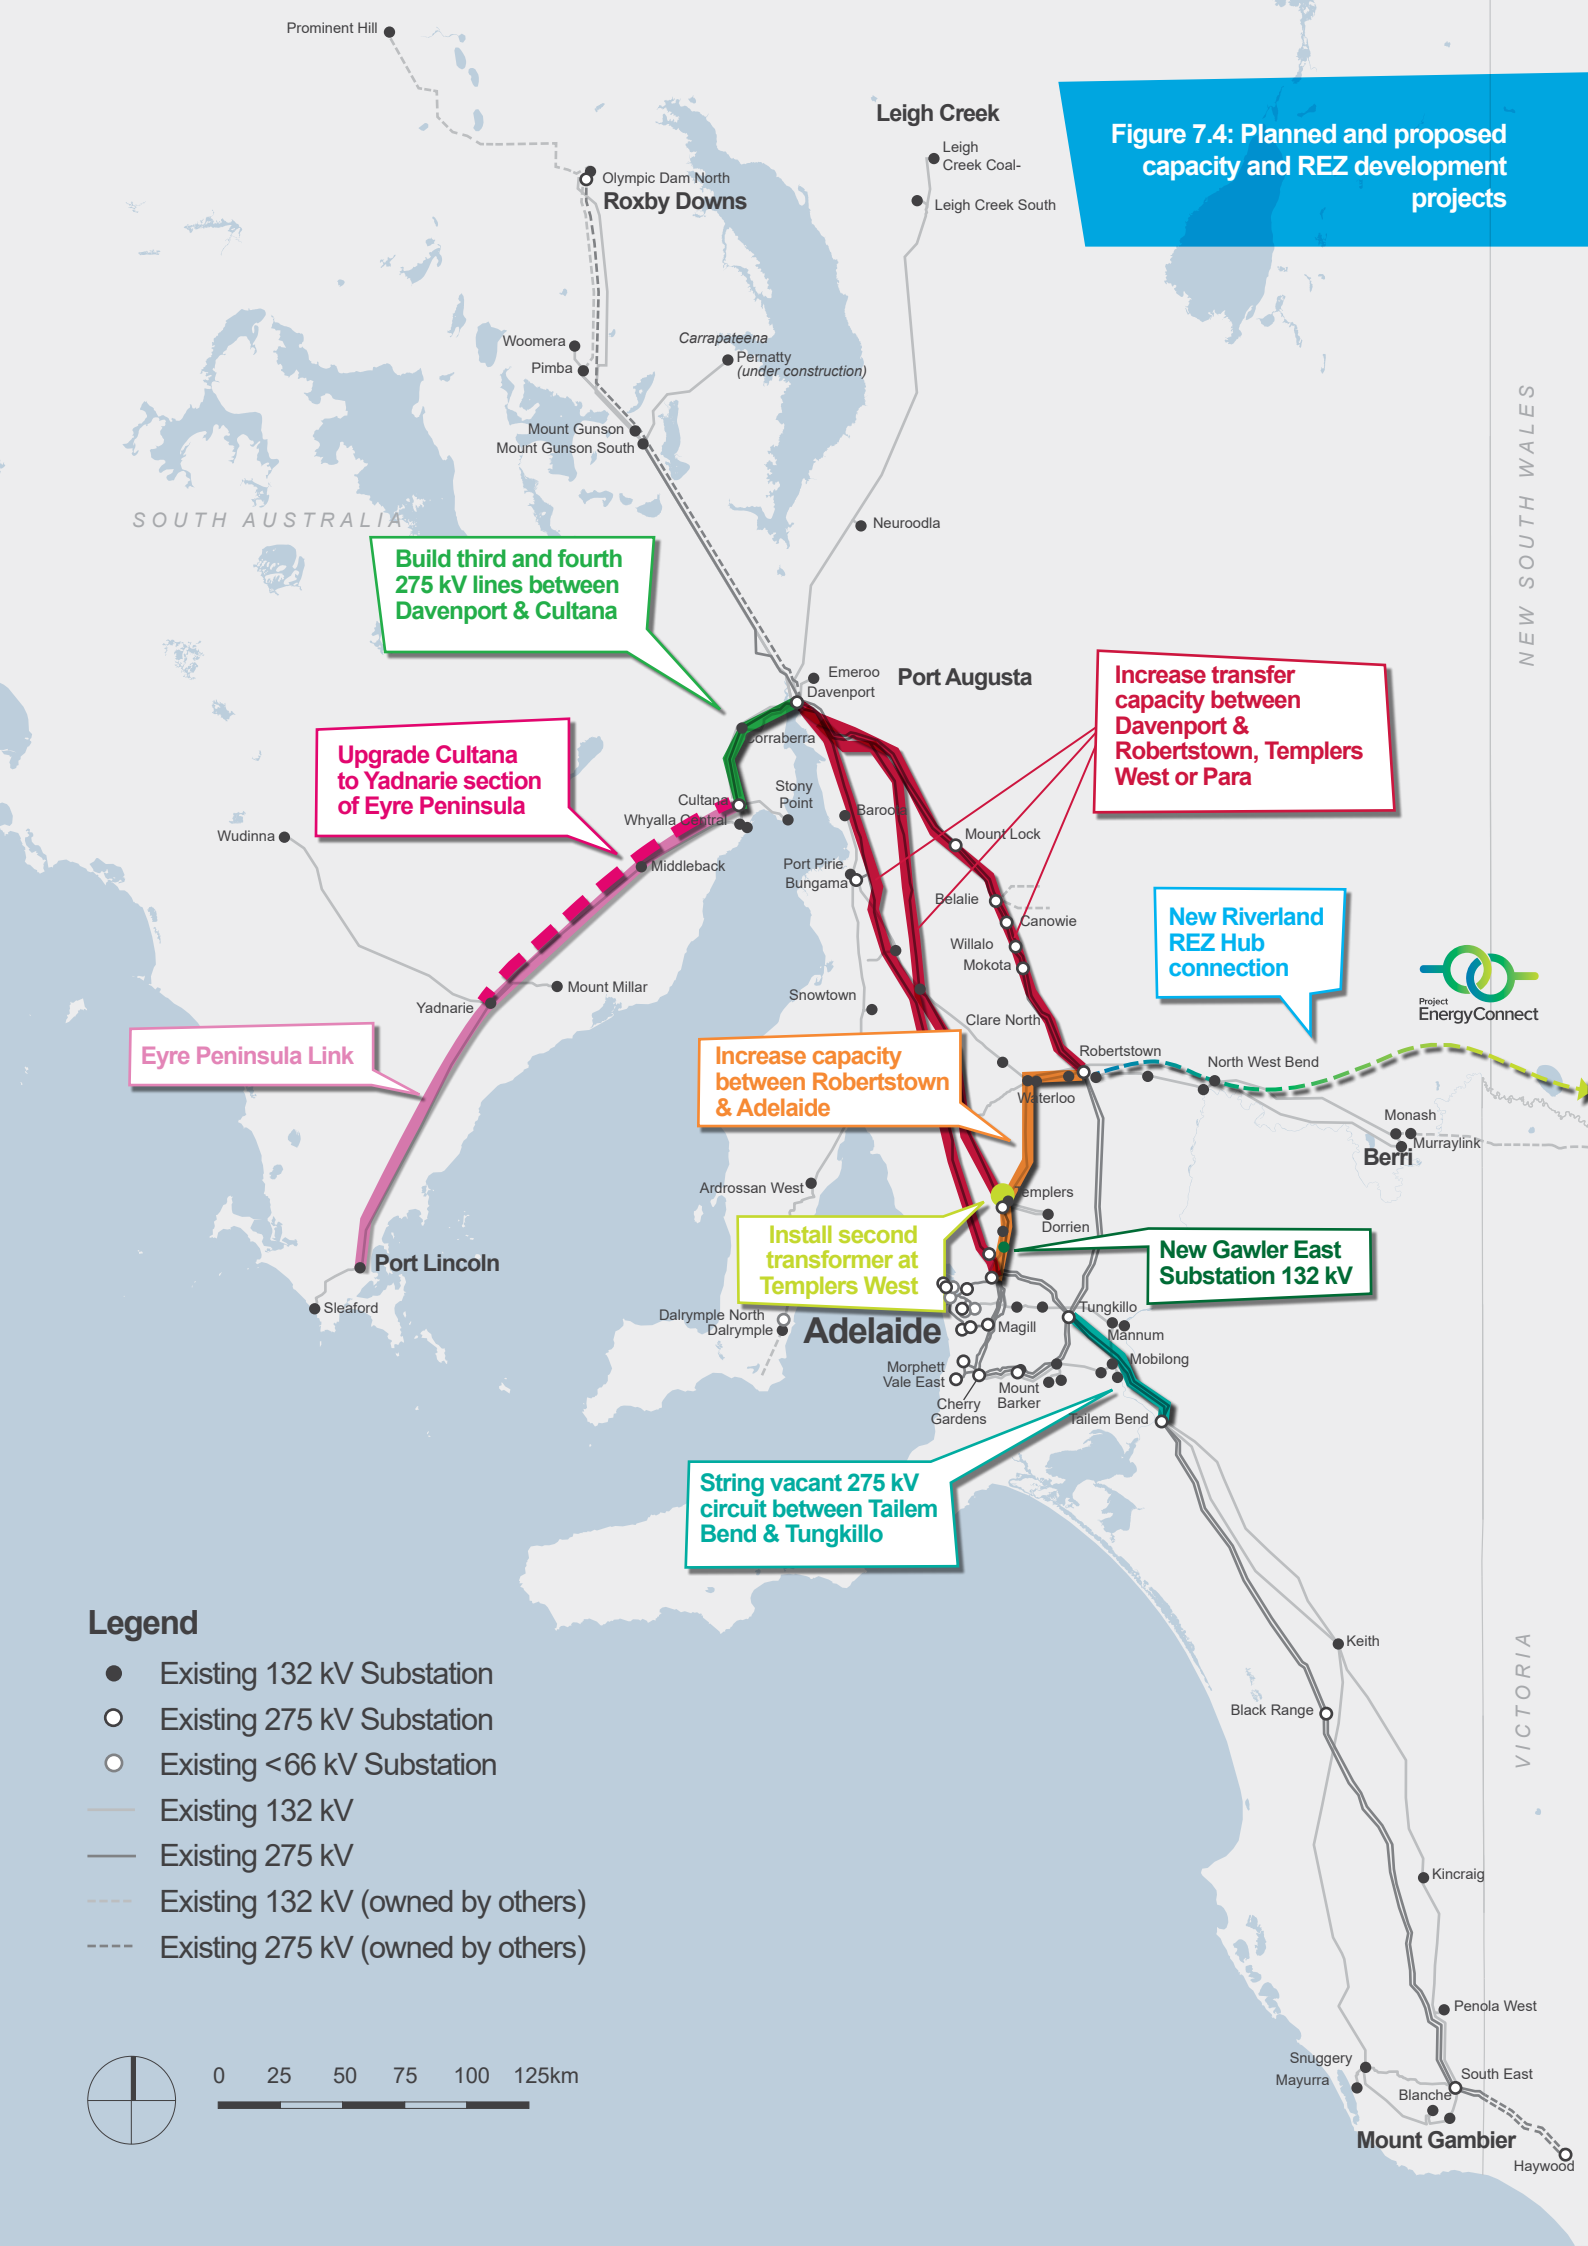 Prominent Hill
Leigh Creek
Leigh
Creek Coal-
Leigh Creek South
Figure 7.4: Planned and proposed
capacity and REZ development
projects
Olympic Dam North
Roxby Downs
Woomera
Pimba
Carrapateena
Pernatty
(under construction)
Mount Gunson
Mount Gunson South
SOUTH AUSTRALIA
NEW SOUTH WALES
Neuroodla
Build third and fourth
275 kV lines between
Davenport & Cultana
Emeroo
Davenport
Port Augusta
Corraberra
Increase transfer
capacity between
Davenport &
Robertstown, Templers
West or Para
Upgrade Cultana
to Yadnarie section
of Eyre Peninsula
Cultana
Stony
Point
Whyalla Central
Baroota
Wudinna
Middleback
Mount Lock
Port Pirie
Bungama
Belalie
Canowie
Willalo
Mokota
New Riverland
REZ Hub
connection
Project
EnergyConnect
Yadnarie
Mount Millar
Snowtown
Clare North
Eyre Peninsula Link
Increase capacity
between Robertstown
& Adelaide
Robertstown
North West Bend
Waterloo
Monash
Murraylink
Berri
Ardrossan West
Templers
Dorrien
Install second
transformer at
Templers West
New Gawler East
Substation 132 kV
Port Lincoln
Sleaford
Dalrymple North
Dalrymple
Adelaide
Magill
Tungkillo
Mannum
Mobilong
Morphett
Vale East
Cherry
Gardens
Mount
Barker
Tailem Bend
String vacant 275 kV
circuit between Tailem
Bend & Tungkillo
Keith
Black Range
VICTORIA
Kincraig
Penola West
Snuggery
Mayurra
South East
Blanche
Mount Gambier
Haywood
Legend
Existing 132 kV Substation
Existing 275 kV Substation
Existing <66 kV Substation
Existing 132 kV
Existing 275 kV
Existing 132 kV (owned by others)
Existing 275 kV (owned by others)
0 25 50 75 100 125km